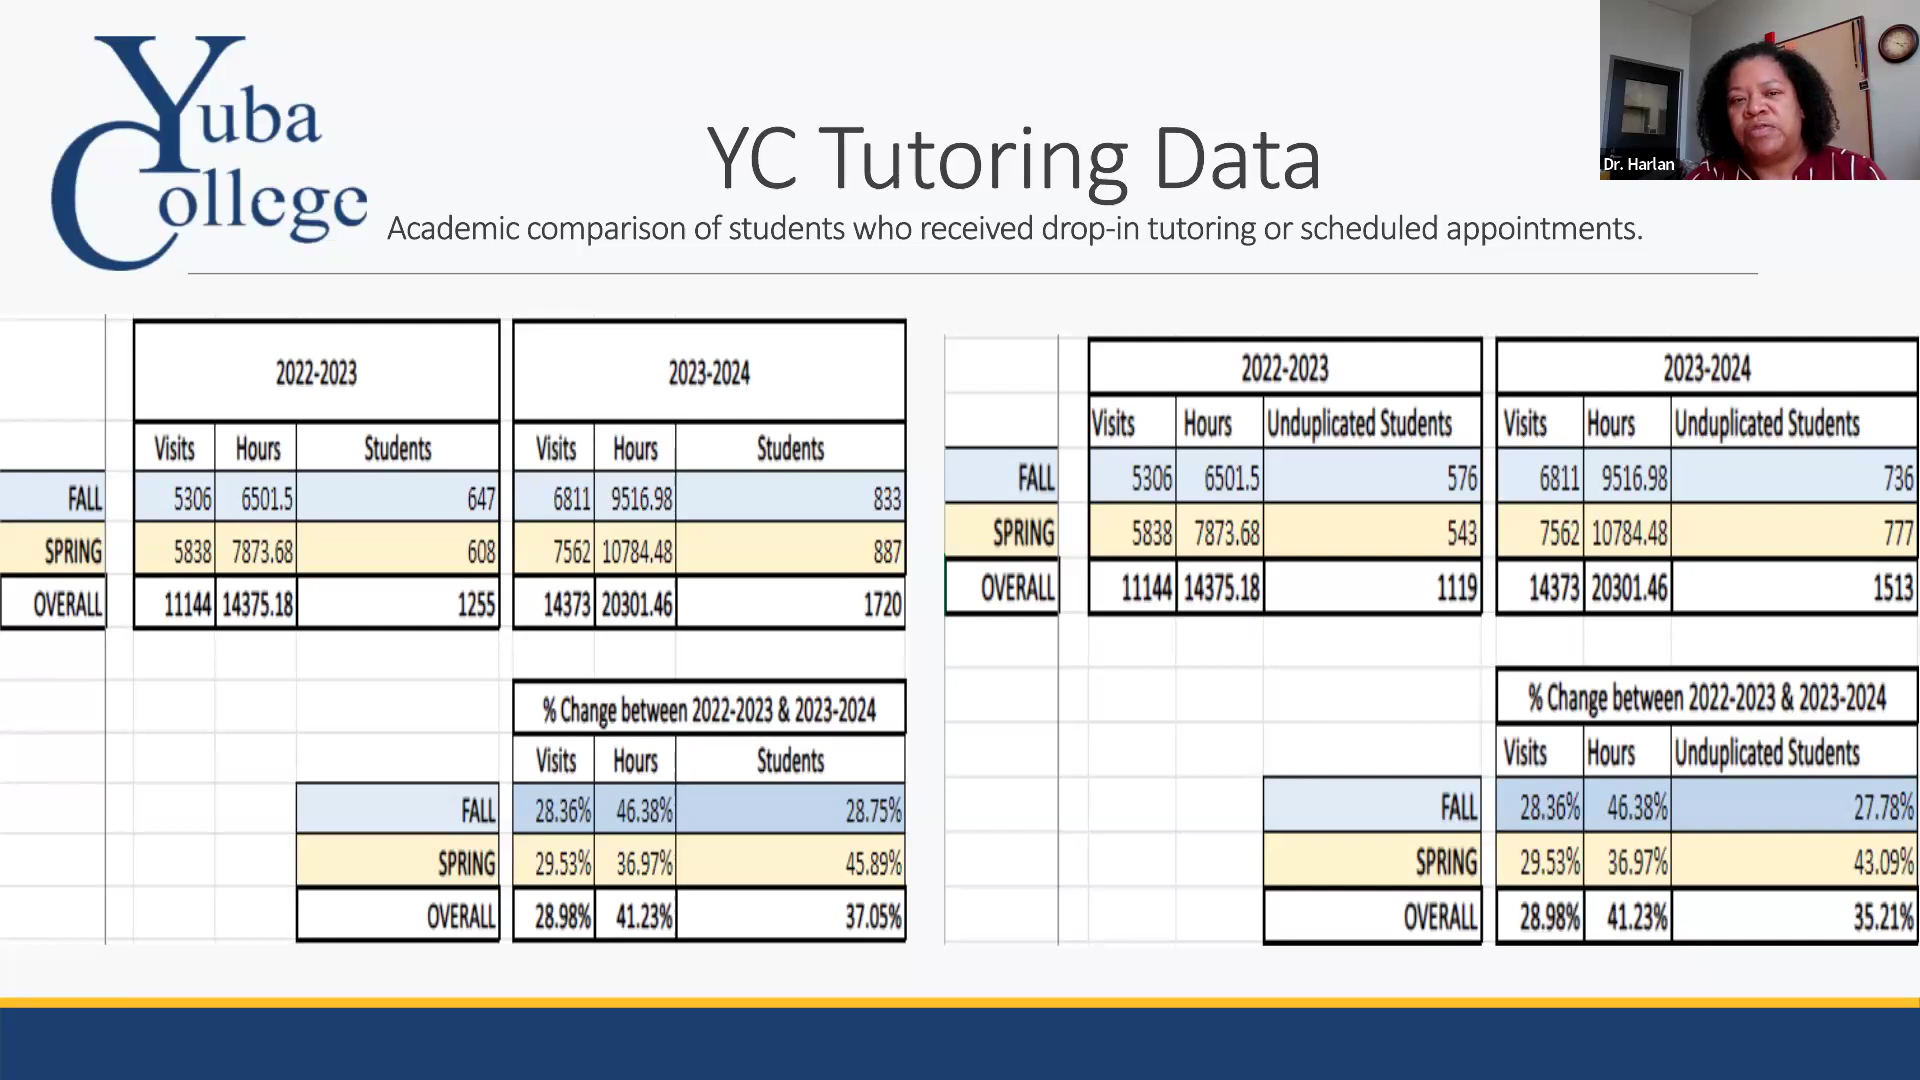 Yuba
College
YC Tutoring Data
Academic comparison of students who received drop-in tutoring or scheduled appointments.
Dr. Harlan
2022-2023 2023-2024
Visits Hours Students Visits Hours Students
FALL 5306 6501.5 647 6811 9516.98 833
SPRING 5838 7873.68 608 7562 10784.48 887
OVERALL 11144 14375.18 1255 14373 20301.46 1720
% Change between 2022-2023 & 2023-2024
Visits Hours Students
FALL 28.36% 46.38% 28.75%
SPRING 29.53% 36.97% 45.89%
OVERALL 28.98% 41.23% 37.05%
2022-2023 2023-2024
Visits Hours Unduplicated Students Visits Hours Unduplicated Students
FALL 5306 6501.5 576 6811 9516.98 736
SPRING 5838 7873.68 543 7562 10784.48 777
OVERALL 11144 14375.18 1119 14373 20301.46 1513
% Change between 2022-2023 & 2023-2024
Visits Hours Unduplicated Students
FALL 28.36% 46.38% 27.78%
SPRING 29.53% 36.97% 43.09%
OVERALL 28.98% 41.23% 35.21%